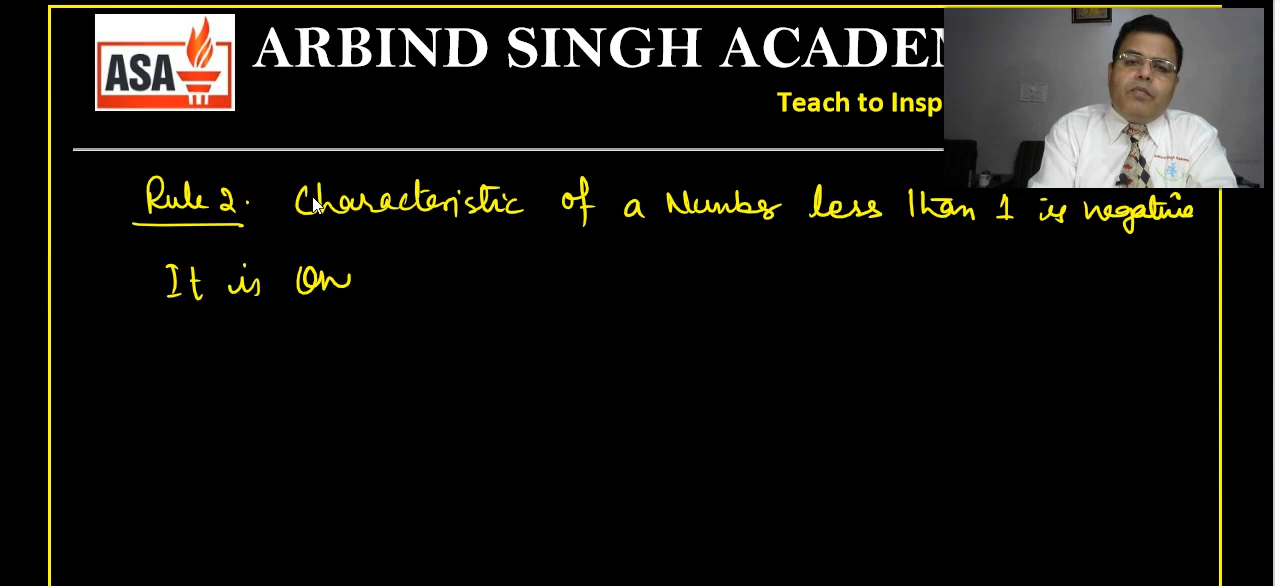 ASA
ARBIND SINGH ACADEM
Teach to Insp
Rule 2. Characteristic of a Number less than 1 is negative
It is On